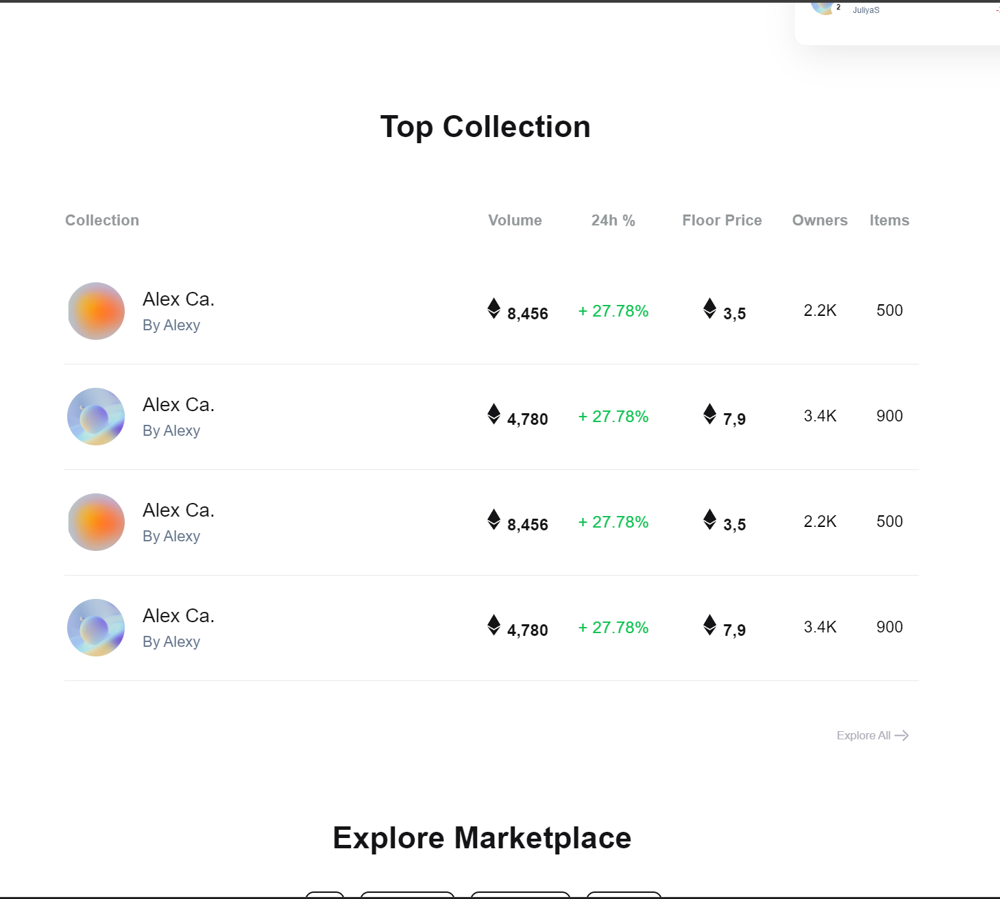 2
JuliyaS
Top Collection
Collection Volume 24h % Floor Price Owners Items
Alex Ca.
By Alexy
8,456 + 27.78% 3,5 2.2K 500
Alex Ca.
By Alexy
4,780 + 27.78% 7,9 3.4K 900
Alex Ca.
By Alexy
8,456 + 27.78% 3,5 2.2K 500
Alex Ca.
By Alexy
4,780 + 27.78% 7,9 3.4K 900
Explore All
Explore Marketplace